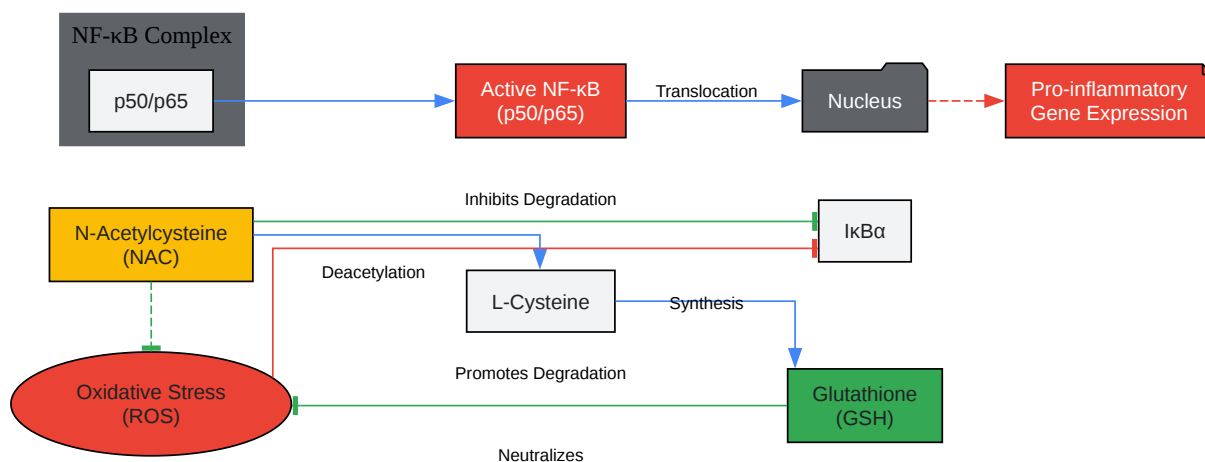 NF-κB Complex
p50/p65
Active NF-κB
(p50/p65)
Translocation
Nucleus
Pro-inflammatory
Gene Expression
Inhibits Degradation
N-Acetylcysteine
(NAC)
IκBα
Deacetylation
L-Cysteine
Synthesis
Promotes Degradation
Oxidative Stress
(ROS)
Glutathione
(GSH)
Neutralizes